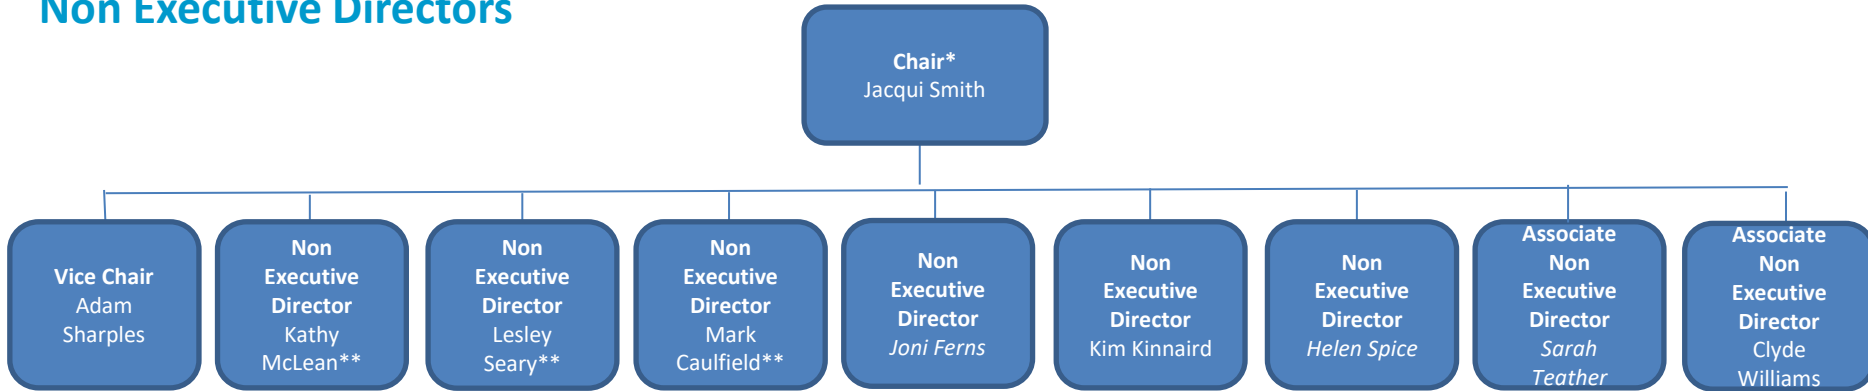 Non Executive Directors
Chair*
Jacqui Smith
Vice Chair
Adam
Sharples
Non
Executive
Director
Kathy
McLean**
Non
Executive
Director
Lesley
Seary**
Non
Executive
Director
Mark
Caulfield**
Non
Executive
Director
Joni Ferns
Non
Executive
Director
Kim Kinnaird
Non
Executive
Director
Helen Spice
Associate
Non
Executive
Director
Sarah
Teather
Associate
Non
Executive
Director
Clyde
Williams